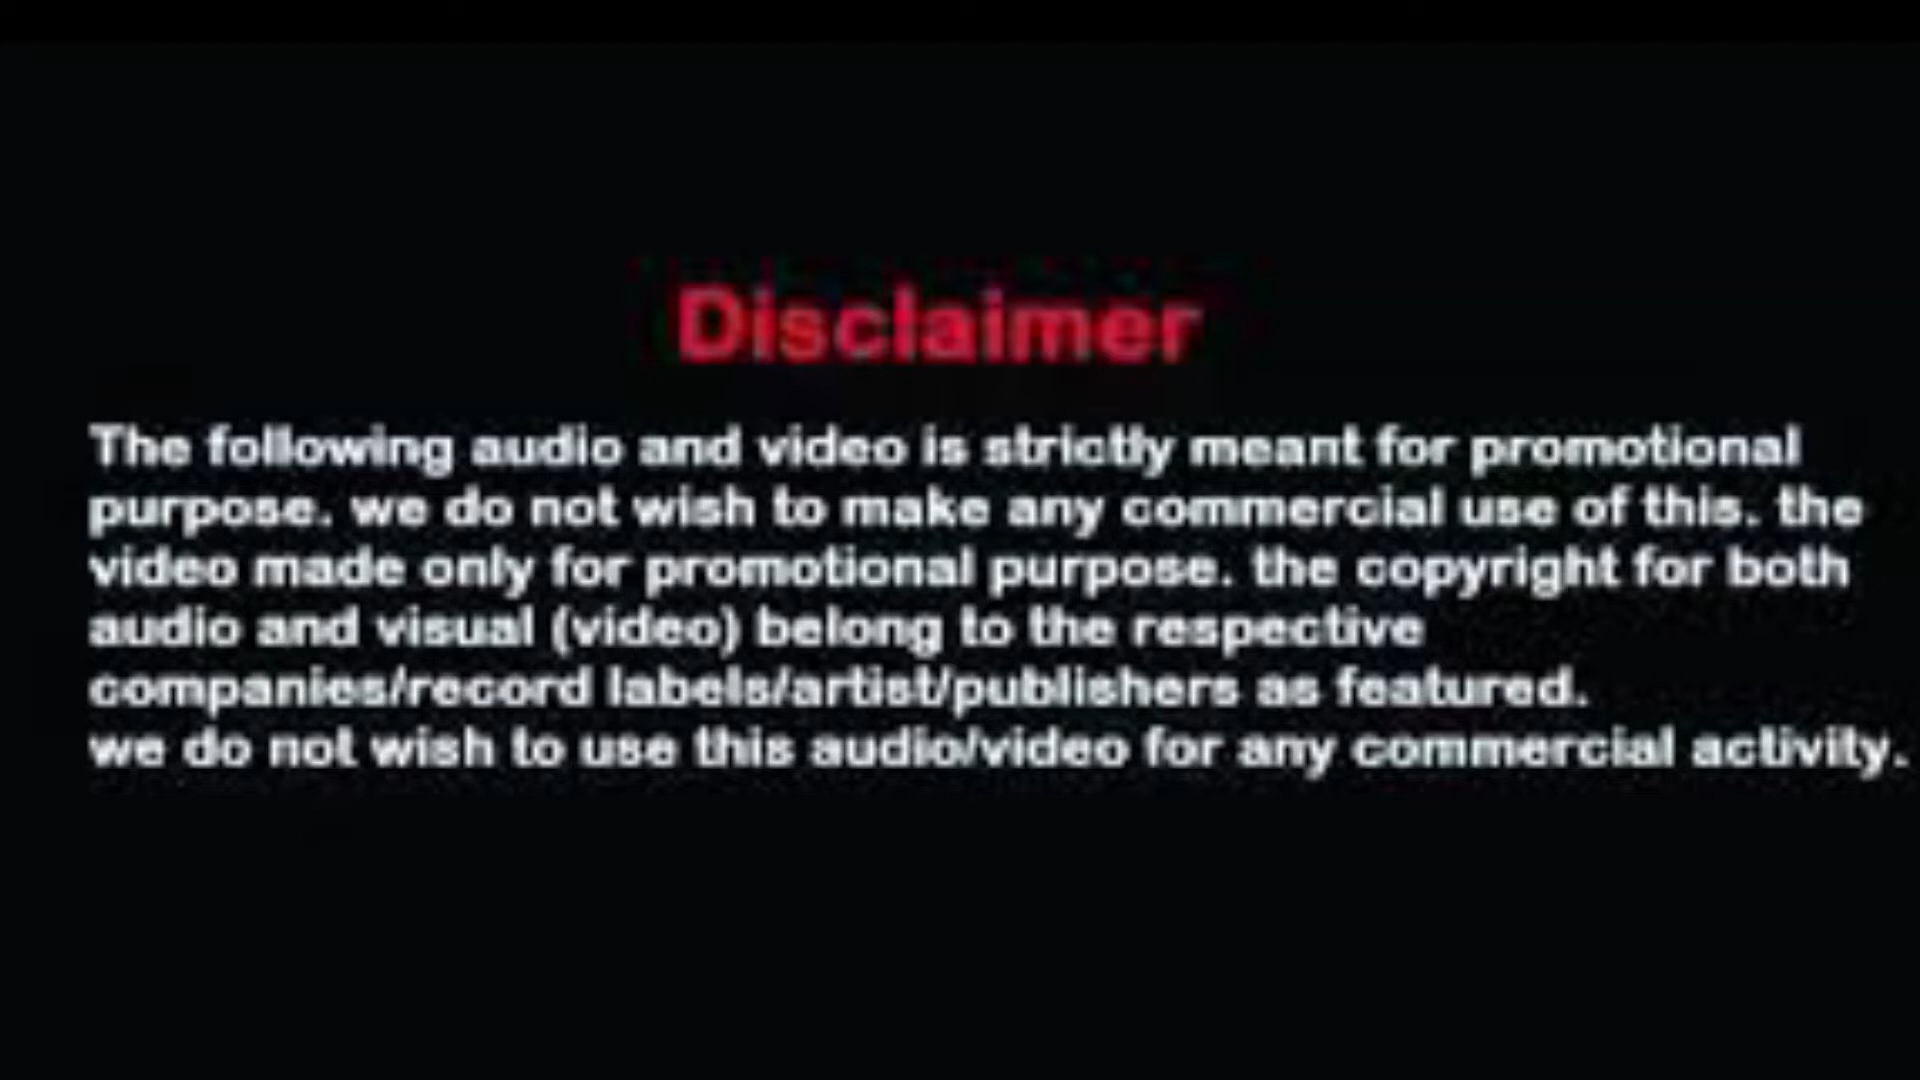 Disclaimer
The following audio and video is strictly meant for promotional
purpose. we do not wish to make any commercial use of this. the
video made only for promotional purpose. the copyright for both
audio and visual (video) belong to the respective
companies/record labels/artist/publishers as featured.
we do not wish to use this audio/video for any commercial activity.